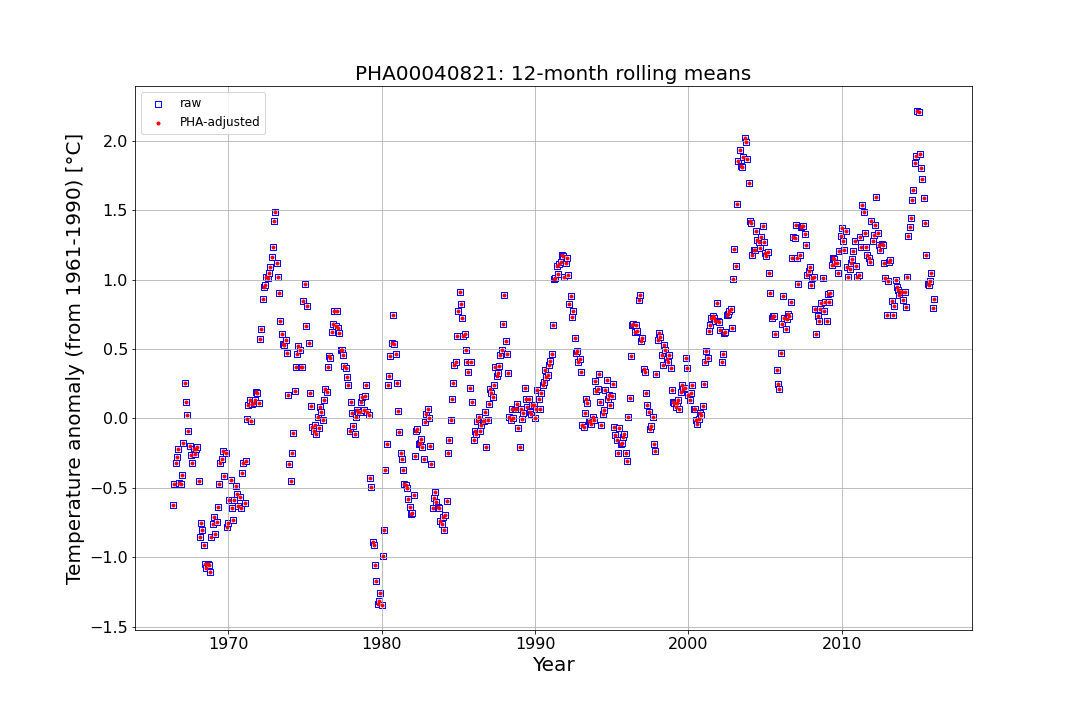 PHA00040821: 12-month rolling means
raw
PHA-adjusted
Temperature anomaly (from 1961-1990) [°C]
2.0
1.5
1.0
0.5
0.0
−0.5
−1.0
−1.5
1970 1980 1990 2000 2010
Year